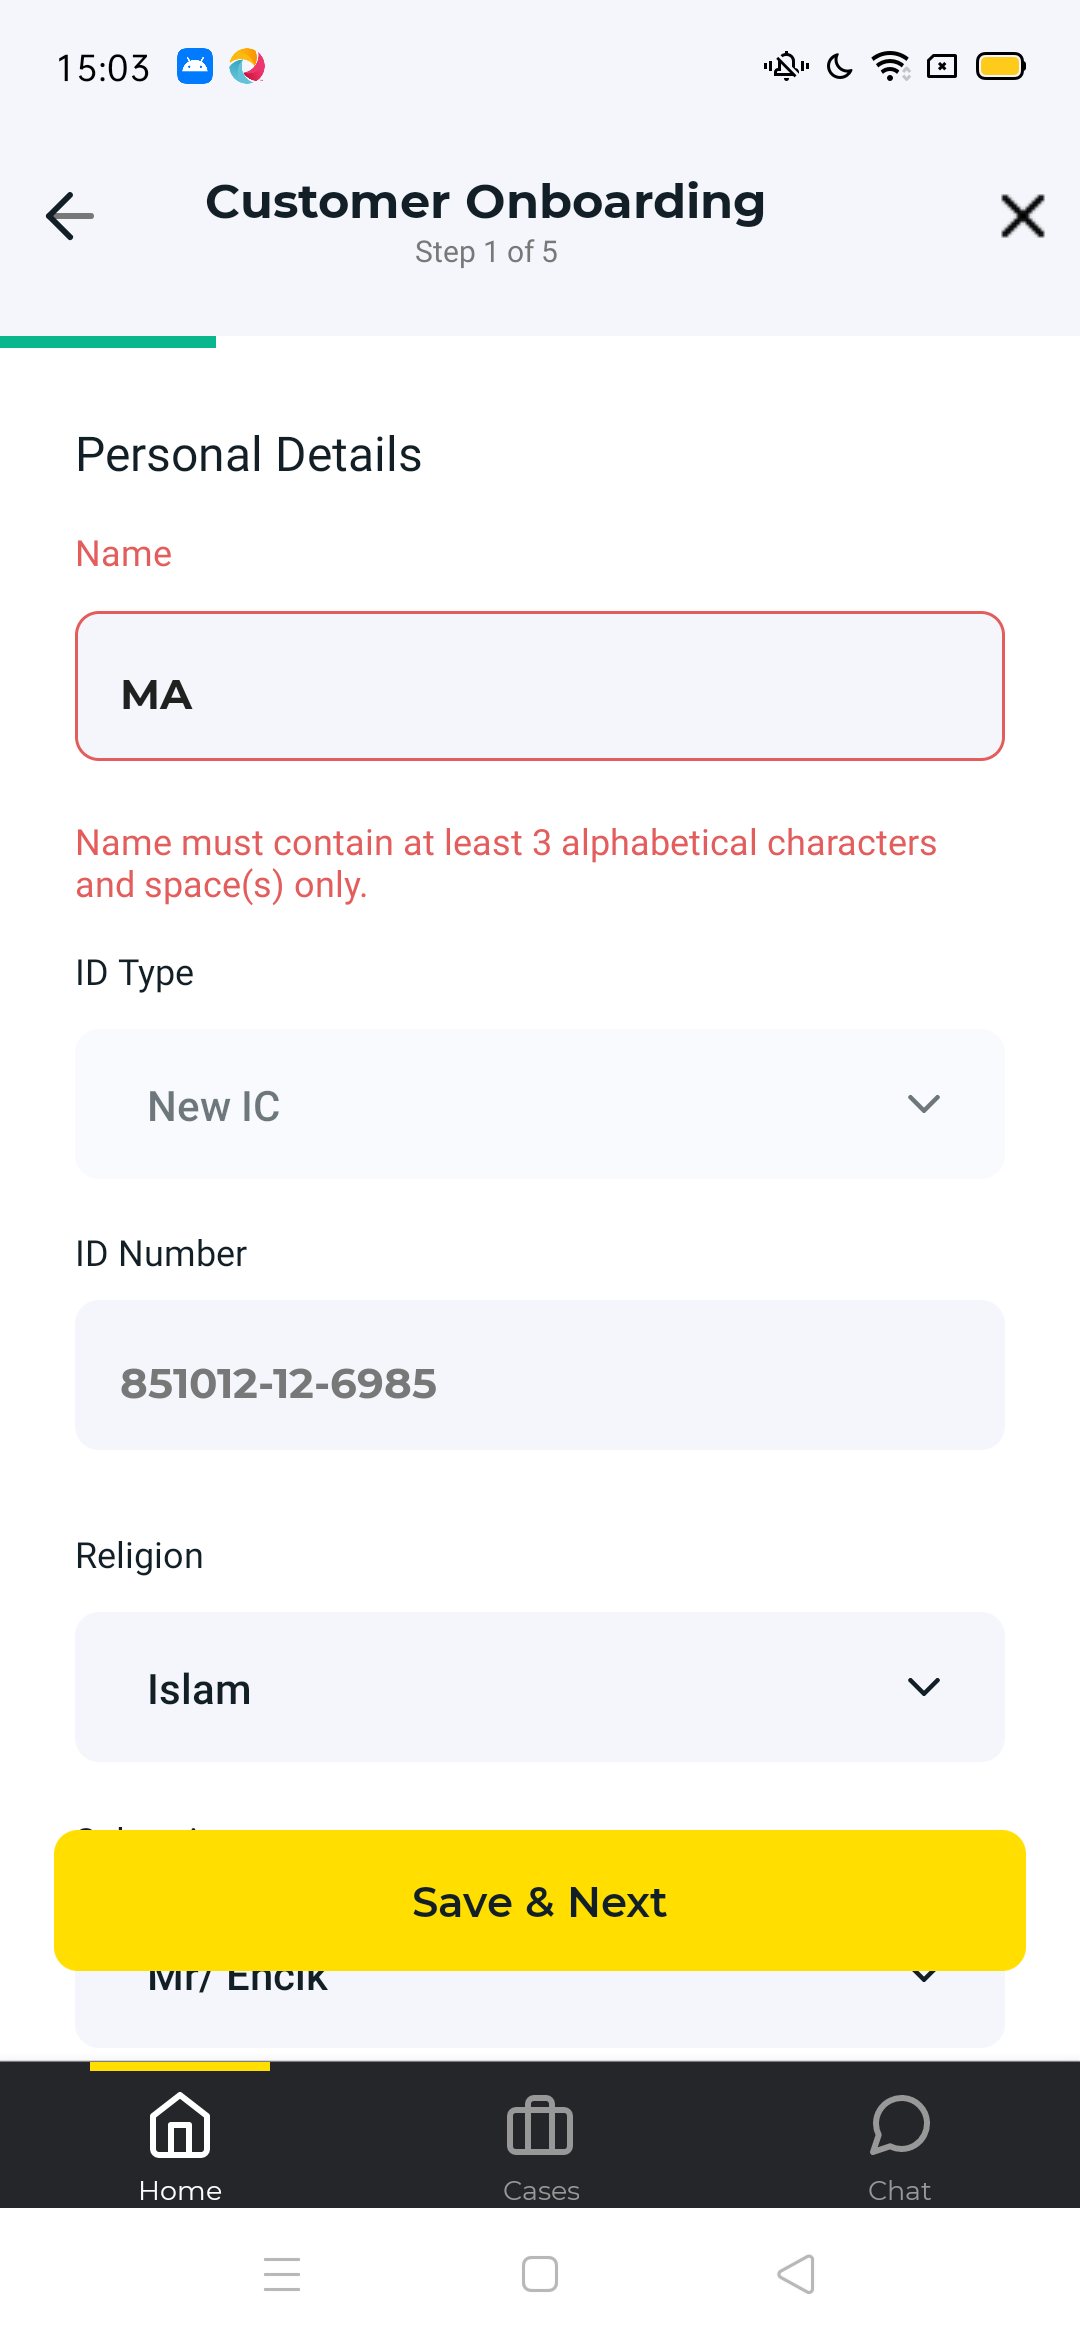 15:03
Customer Onboarding
Step 1 of 5
Personal Details
Name
MA
Name must contain at least 3 alphabetical characters
and space(s) only.
ID Type
New IC
ID Number
851012-12-6985
Religion
Islam
Save & Next
Mr/ Encik
Home
Cases
Chat